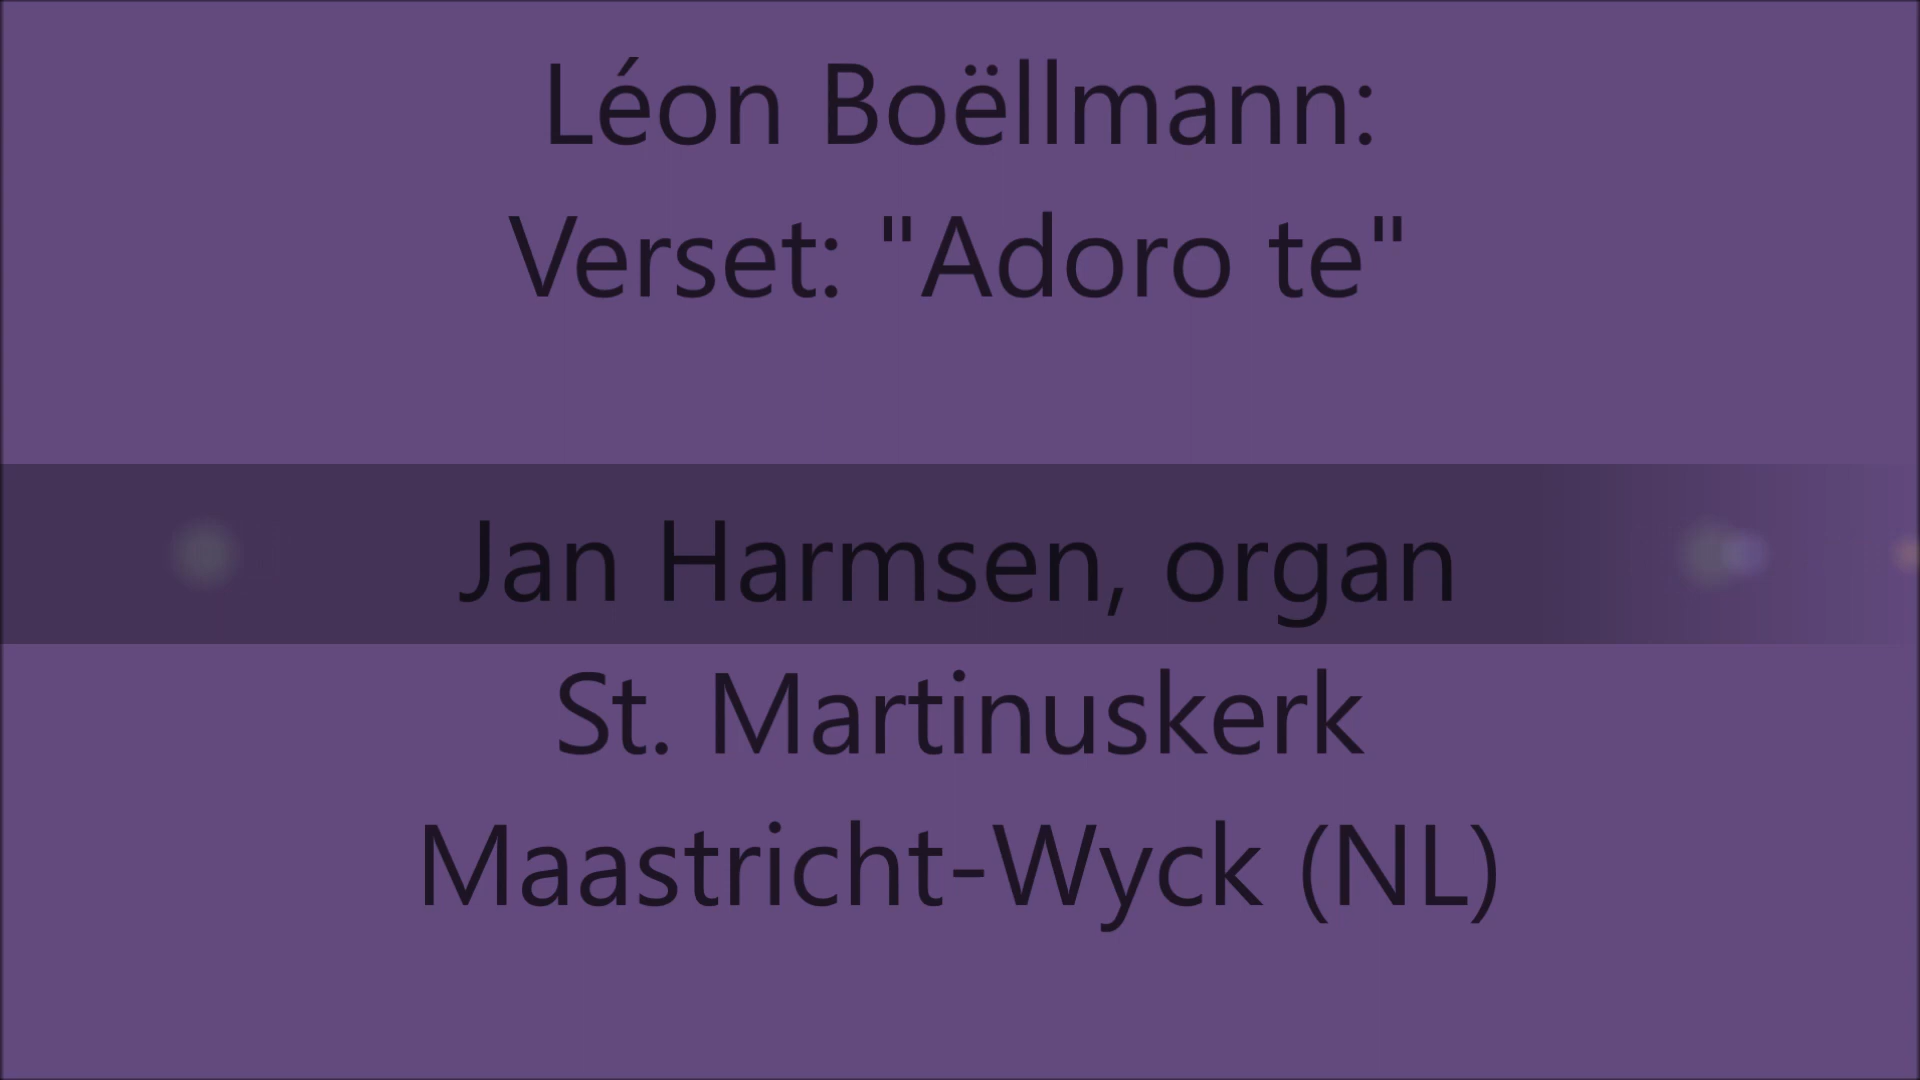 Léon Boëllmann:
Verset: "Adoro te"
Jan Harmsen, organ
St. Martinuskerk
Maastricht-Wyck (NL)